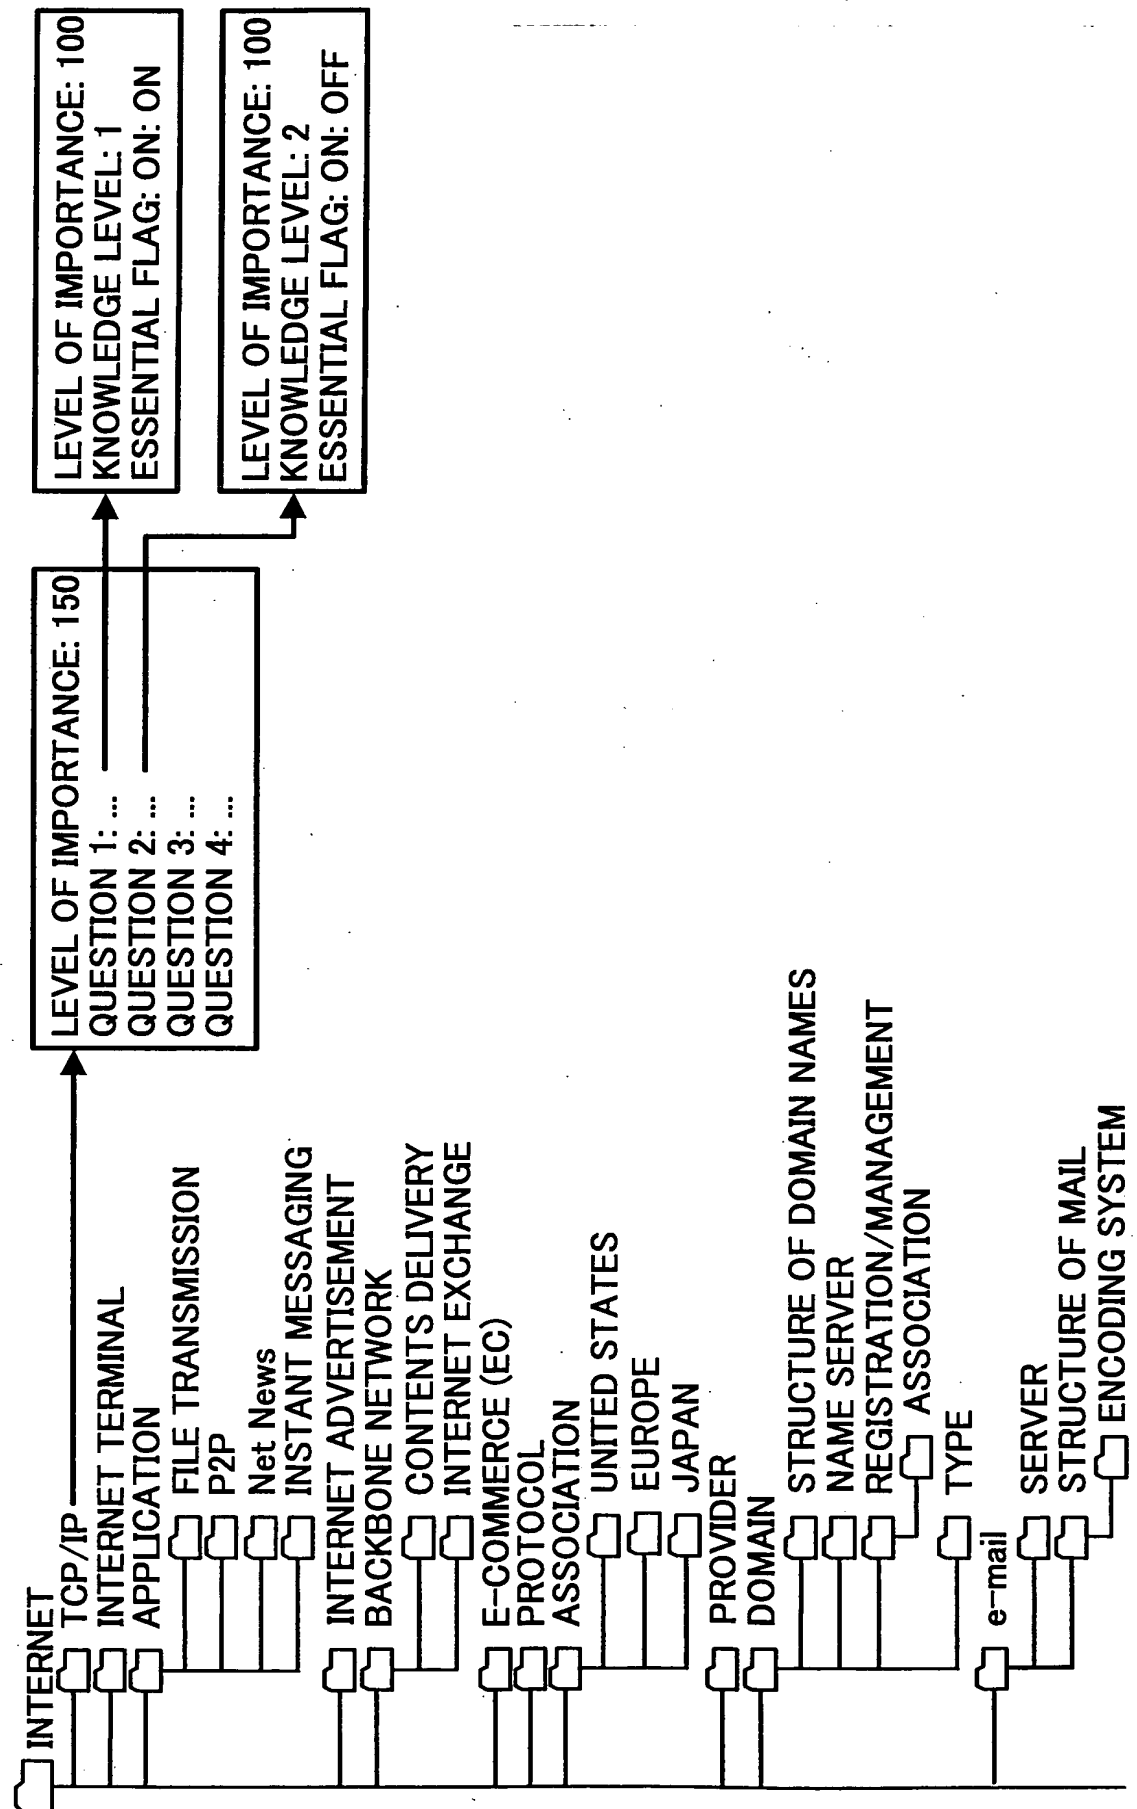 INTERNET
TCP/IP
INTERNET TERMINAL
APPLICATION
FILE TRANSMISSION
P2P
Net News
INSTANT MESSAGING
INTERNET ADVERTISEMENT
BACKBONE NETWORK
CONTENTS DELIVERY
INTERNET EXCHANGE
E-COMMERCE (EC)
PROTOCOL
ASSOCIATION
UNITED STATES
EUROPE
JAPAN
PROVIDER
DOMAIN
STRUCTURE OF DOMAIN NAMES
NAME SERVER
REGISTRATION/MANAGEMENT
ASSOCIATION
TYPE
e-mail
SERVER
STRUCTURE OF MAIL
ENCODING SYSTEM
LEVEL OF IMPORTANCE: 150
QUESTION 1: ...
QUESTION 2: ...
QUESTION 3: ...
QUESTION 4: ...
LEVEL OF IMPORTANCE: 100
KNOWLEDGE LEVEL: 1
ESSENTIAL FLAG: ON: ON
LEVEL OF IMPORTANCE: 100
KNOWLEDGE LEVEL: 2
ESSENTIAL FLAG: ON: OFF